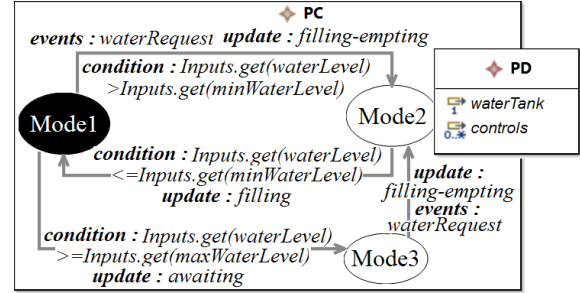 PC
events : waterRequest update : filling-empting
condition : Inputs.get(waterLevel)
>Inputs.get(minWaterLevel)
PD
waterTank
1
controls
0..*
Mode1
Mode2
condition : Inputs.get(waterLevel)
<=Inputs.get(minWaterLevel)
update : filling
update :
filling-empting
events :
waterRequest
condition : Inputs.get(waterLevel)
>=Inputs.get(maxWaterLevel)
update : awaiting
Mode3